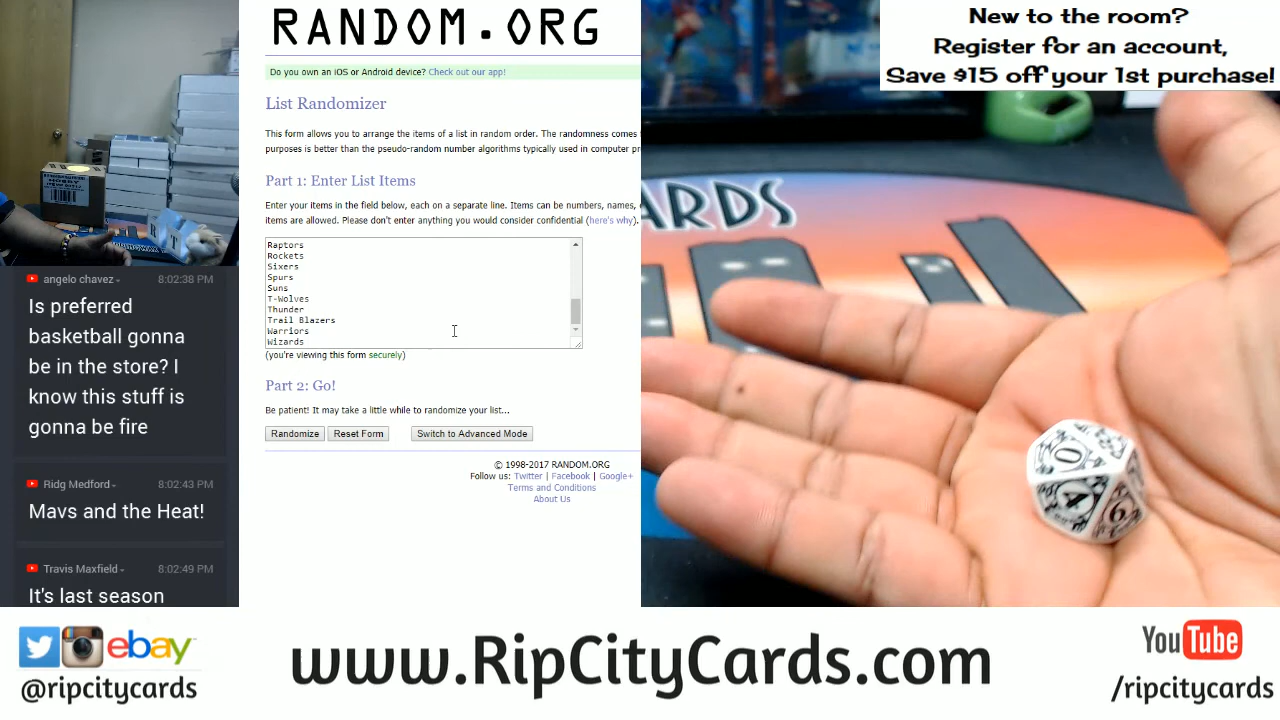 RANDOM.ORG
Do you own an iOS or Android device? Check out our app!
List Randomizer
This form allows you to arrange the items of a list in random order. The randomness comes
purposes is better than the pseudo-random number algorithms typically used in computer pr
Part 1: Enter List Items
Enter your items in the field below, each on a separate line. Items can be numbers, names,
items are allowed. Please don't enter anything you would consider confidential (here's why).
Raptors
Rockets
Sixers
Spurs
Suns
T-Wolves
Thunder
Trail Blazers
Warriors
Wizards
(you're viewing this form securely)
Part 2: Go!
Be patient! It may take a little while to randomize your list...
Randomize Reset Form Switch to Advanced Mode
© 1998-2017 RANDOM.ORG
Follow us: Twitter | Facebook | Google+
Terms and Conditions
About Us
angelo chavez 8:02:38 PM
Is preferred
basketball gonna
be in the store? I
know this stuff is
gonna be fire
Ridg Medford 8:02:43 PM
Mavs and the Heat!
Travis Maxfield 8:02:49 PM
It's last season
New to the room?
Register for an account,
Save $15 off your 1st purchase!
ARDS
0
4
6
ebay
@ripcitycards
www.RipCityCards.com
YouTube
/ripcitycards